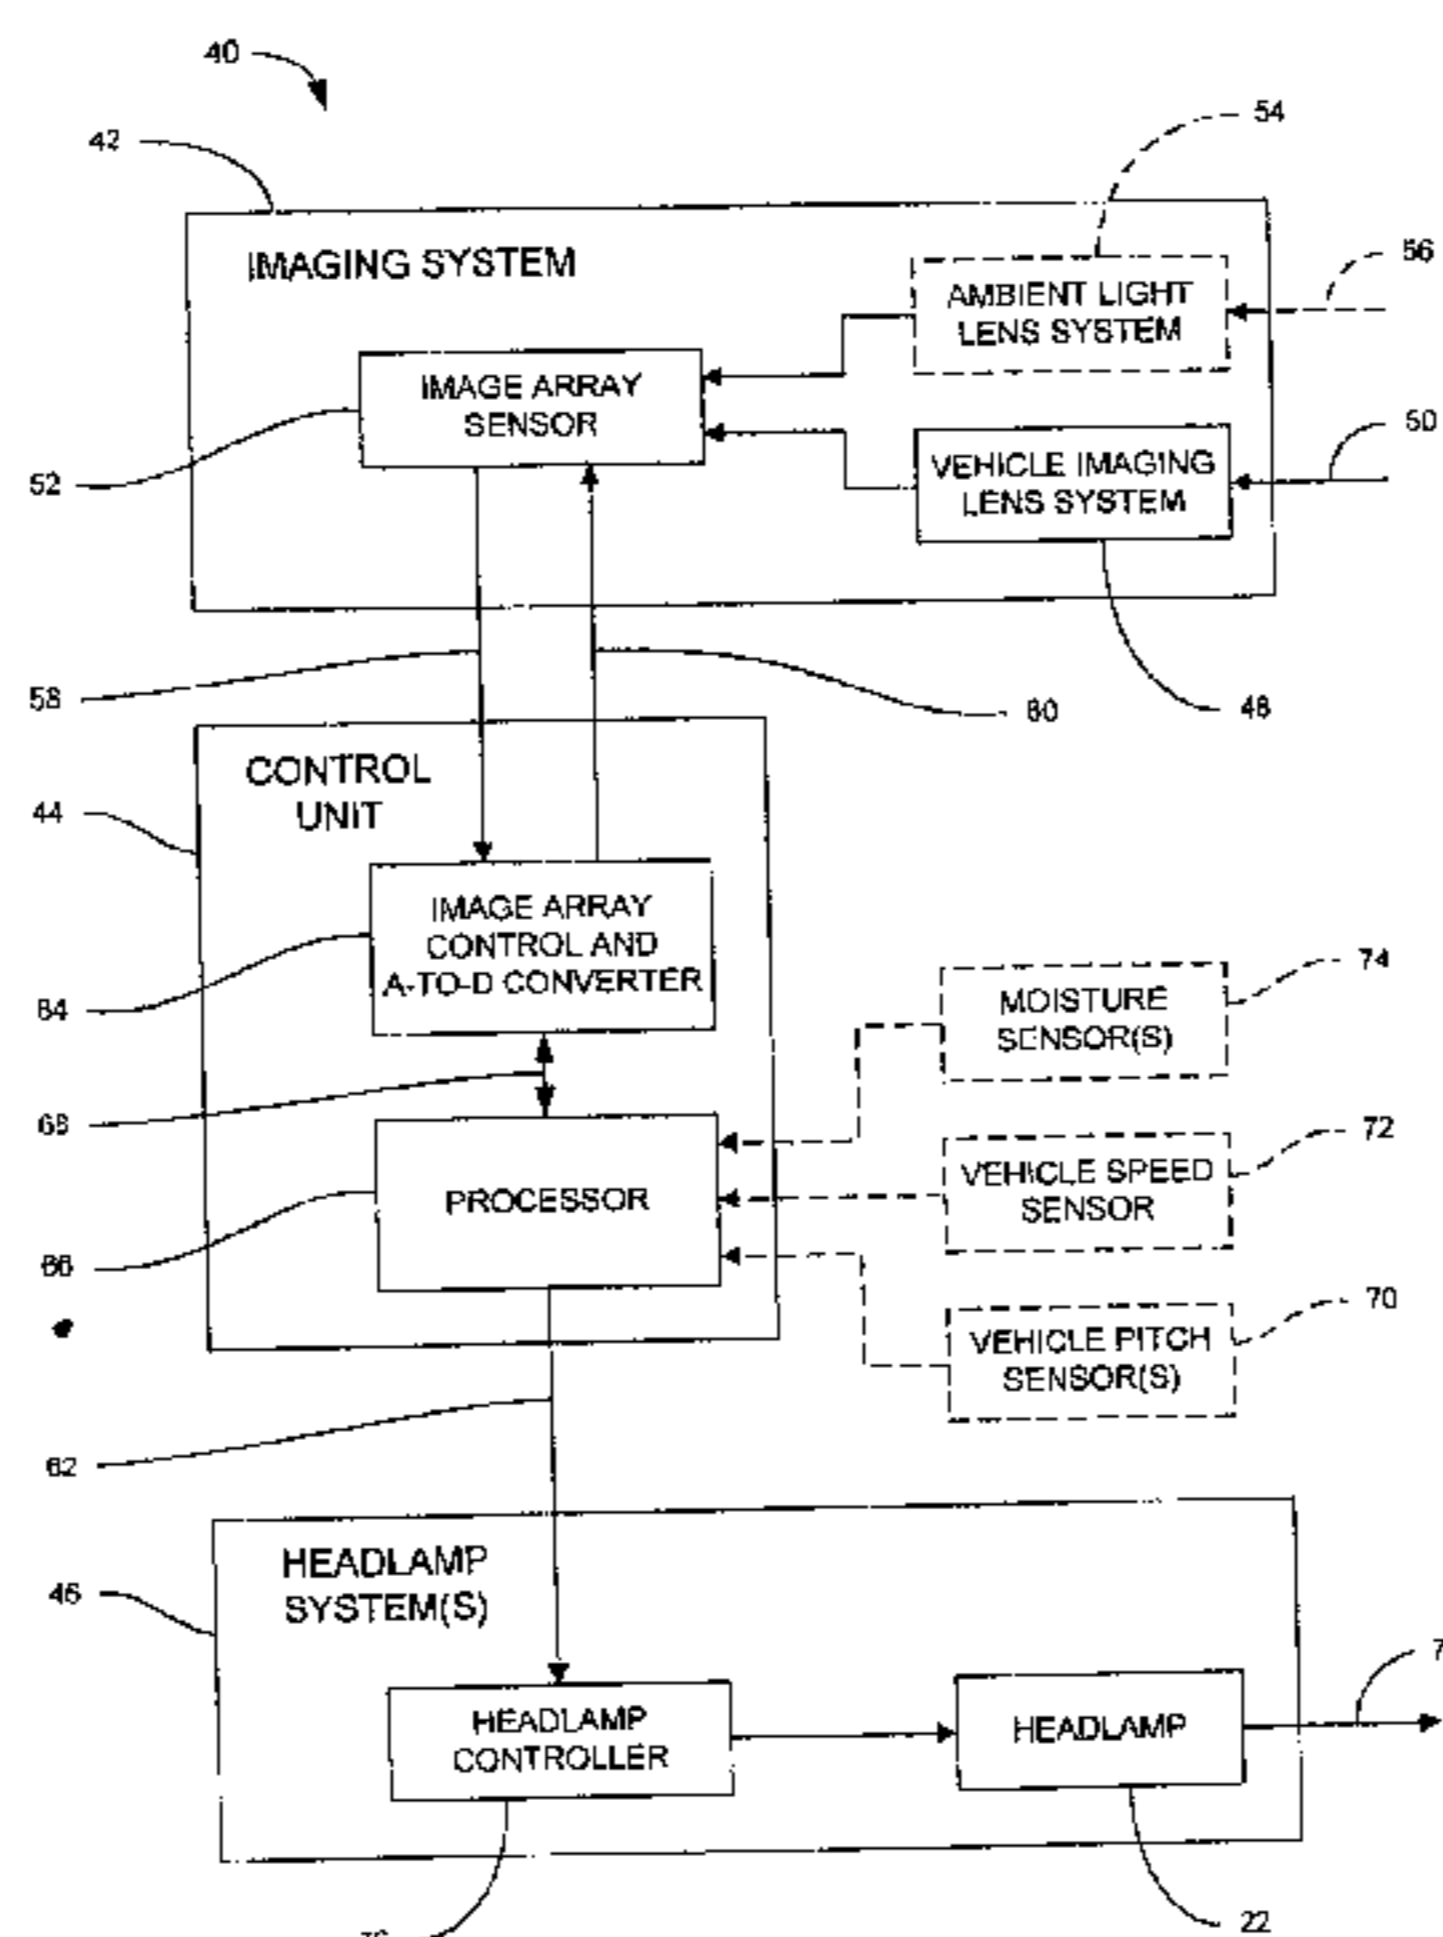 40
42
54
IMAGING SYSTEM
56
AMBIENT LIGHT
LENS SYSTEM
IMAGE ARRAY
SENSOR
50
VEHICLE IMAGING
LENS SYSTEM
52
58
60
48
CONTROL
UNIT
44
IMAGE ARRAY
CONTROL AND
A-TO-D CONVERTER
64
74
MOISTURE
SENSOR(S)
68
72
VEHICLE SPEED
SENSOR
PROCESSOR
66
70
VEHICLE PITCH
SENSOR(S)
62
HEADLAMP
SYSTEM(S)
46
7
HEADLAMP
CONTROLLER
HEADLAMP
22